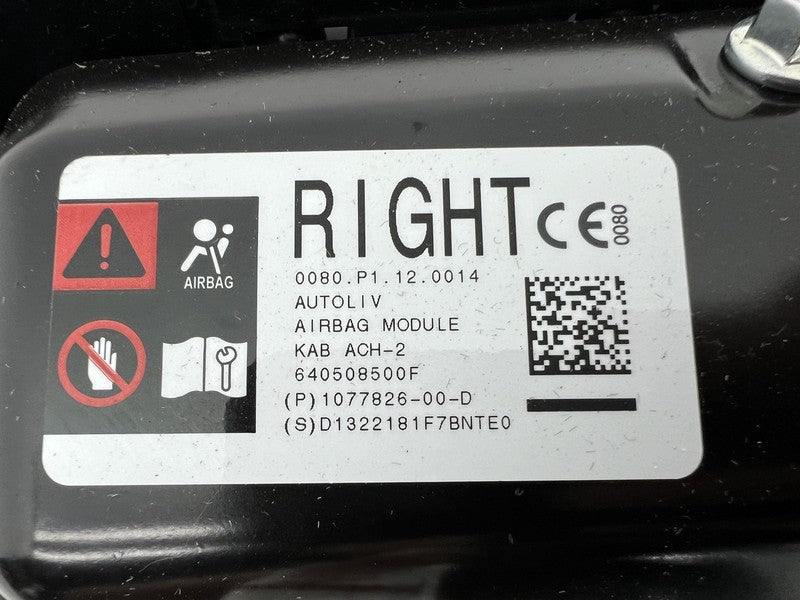 RIGHT CE 0080
AIRBAG
0080.P1.12.0014
AUTOLIV
AIRBAG MODULE
KAB ACH-2
640508500F
(P)1077826-00-D
(S)D1322181F7BNTE0